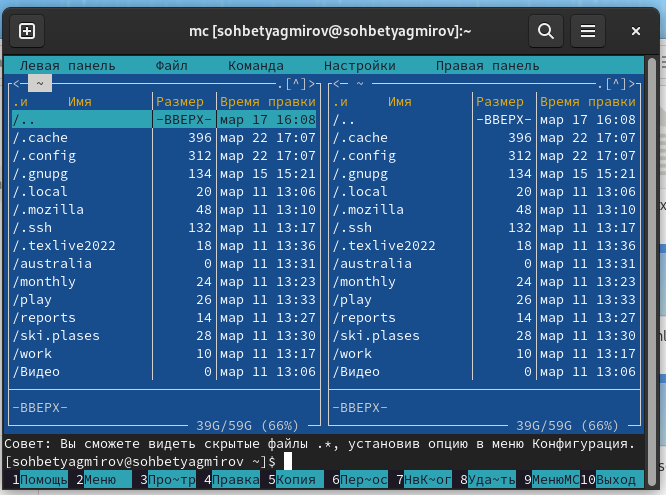 mc [sohbetyagmirov@sohbetyagmirov]:~
Левая панель Файл Команда Настройки Правая панель
<─ ~ .[^]> <─ ~ .[^]>
.и Имя Размер Время правки .и Имя Размер Время правки
/.. -ВВЕРХ- мар 17 16:08 /.. -ВВЕРХ- мар 17 16:08
/.cache 396 мар 22 17:07 /.cache 396 мар 22 17:07
/.config 312 мар 22 17:07 /.config 312 мар 22 17:07
/.gnupg 134 мар 15 15:21 /.gnupg 134 мар 15 15:21
/.local 20 мар 11 13:06 /.local 20 мар 11 13:06
/.mozilla 48 мар 11 13:10 /.mozilla 48 мар 11 13:10
/.ssh 132 мар 11 13:17 /.ssh 132 мар 11 13:17
/.texlive2022 18 мар 11 13:36 /.texlive2022 18 мар 11 13:36
/australia 0 мар 11 13:31 /australia 0 мар 11 13:31
/monthly 24 мар 11 13:23 /monthly 24 мар 11 13:23
/play 26 мар 11 13:33 /play 26 мар 11 13:33
/reports 14 мар 11 13:27 /reports 14 мар 11 13:27
/ski.plases 28 мар 11 13:30 /ski.plases 28 мар 11 13:30
/work 10 мар 11 13:17 /work 10 мар 11 13:17
/Видео 0 мар 11 13:06 /Видео 0 мар 11 13:06
-ВВЕРХ- -ВВЕРХ-
39G/59G (66%) 39G/59G (66%)
Совет: Вы сможете видеть скрытые файлы .*, установив опцию в меню Конфигурация.
[sohbetyagmirov@sohbetyagmirov ~]$
1Помощь 2Меню 3Про~тр 4Правка 5Копия 6Пер~ос 7НвК~ог 8Уда~ть 9МенюМС 10Выход